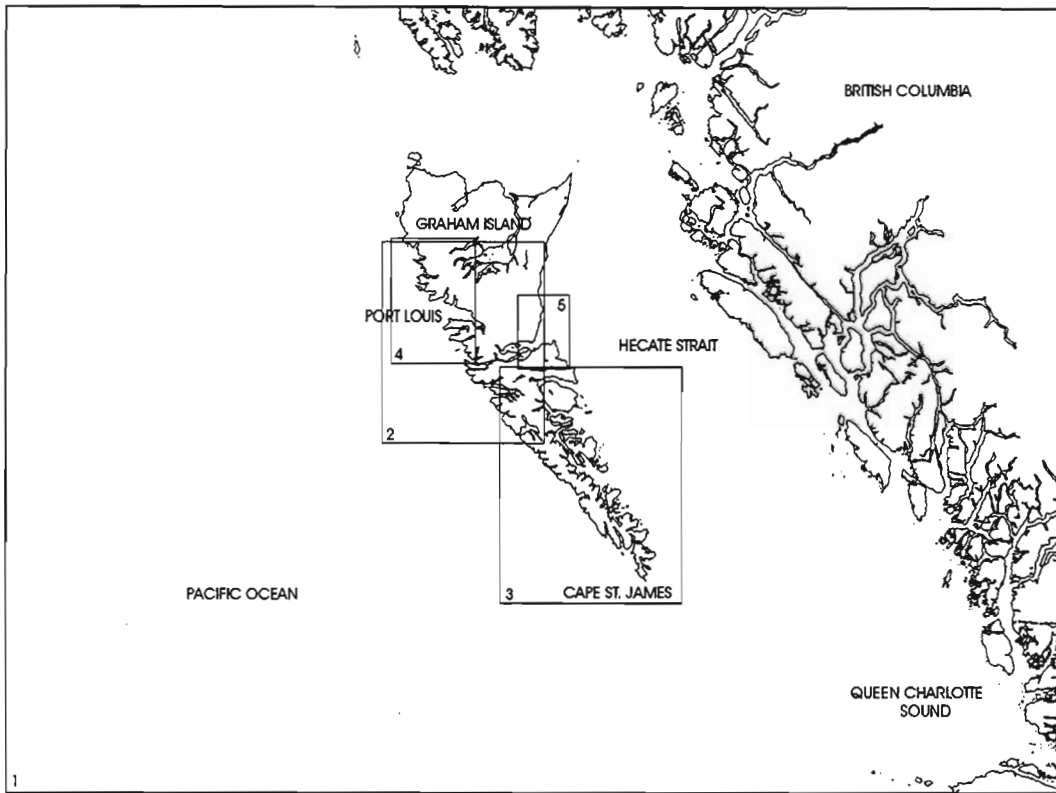 BRITISH COLUMBIA
GRAHAM ISLAND
5
PORT LOUIS
HECATE STRAIT
4
2
PACIFIC OCEAN
3
CAPE ST. JAMES
QUEEN CHARLOTTE
SOUND
1